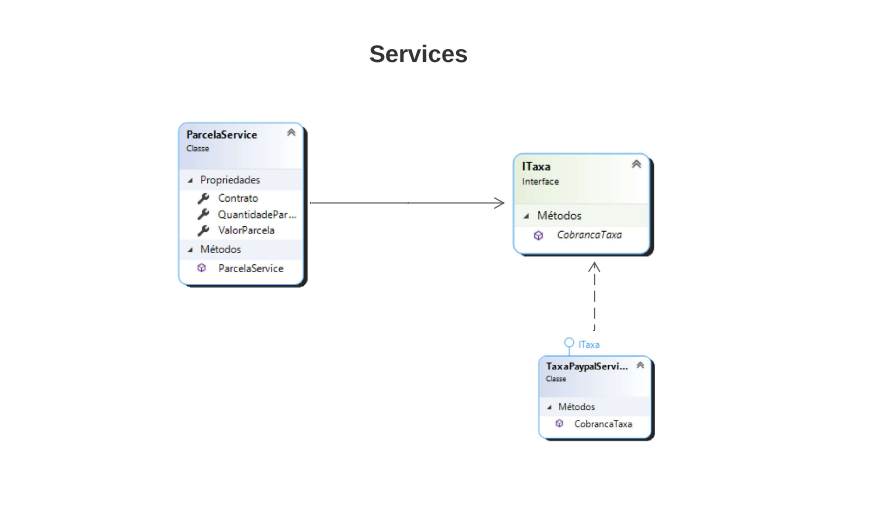 Services
ParcelaService
Classe
Propriedades
Contrato
QuantidadePar...
ValorParcela
Métodos
ParcelaService
ITaxa
Interface
Métodos
CobrancaTaxa
ITaxa
TaxaPaypalServi...
Classe
Métodos
CobrancaTaxa